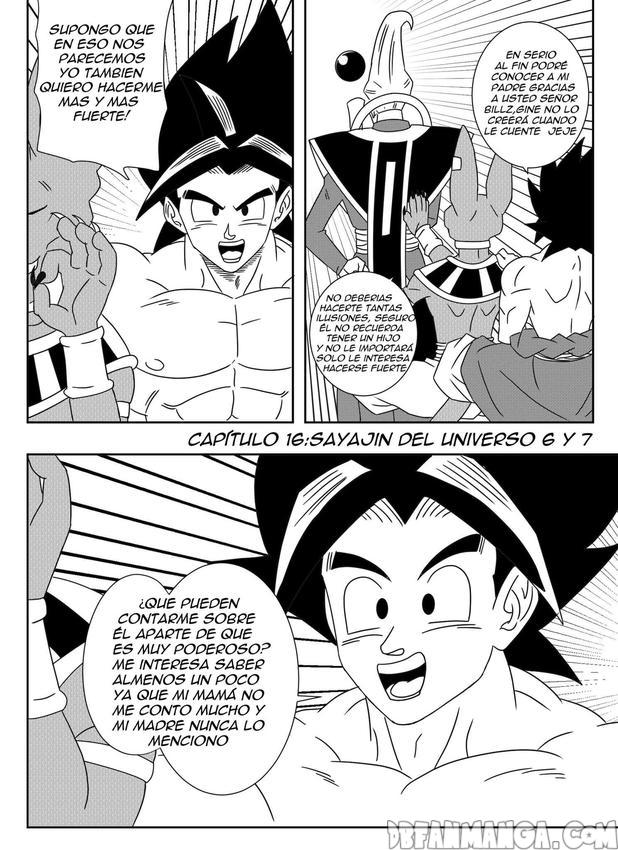 SUPONGO QUE
EN ESO NOS
PARECEMOS
YO TAMBIEN
QUIERO HACERME
MAS Y MAS
FUERTE!
EN SERIO
AL FIN PODRÉ
CONOCER A MI
PADRE GRACIAS
A USTED SEÑOR
BILLZ,GINE NO LO
CREERÁ CUANDO
LE CUENTE JEJE
NO DEBERIAS
HACERTE TANTAS
ILUSIONES, SEGURO
ÉL NO RECUERDA
TENER UN HIJO
Y NO LE IMPORTARÁ
SOLO LE INTERESA
HACERSE FUERTE
CAPÍTULO 16:SAYAJIN DEL UNIVERSO 6 Y 7
¿QUE PUEDEN
CONTARME SOBRE
ÉL APARTE DE QUE
ES MUY PODEROSO?
ME INTERESA SABER
ALMENOS UN POCO
YA QUE MI MAMÁ NO
ME CONTO MUCHO Y
MI MADRE NUNCA LO
MENCIONO
DBFANMANGA.COM